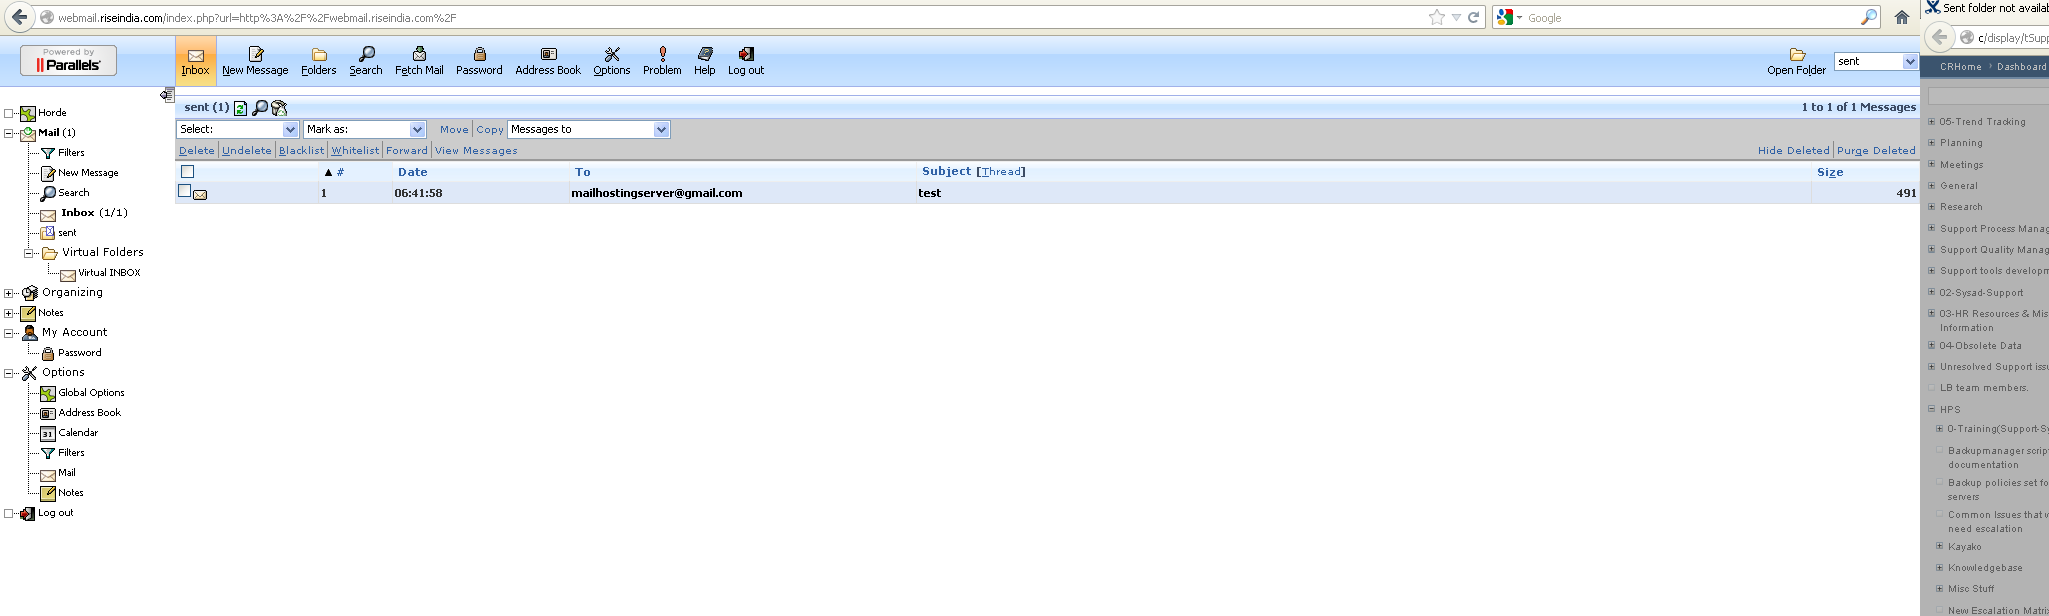 webmail.riseindia.com/index.php?url=http%3A%2F%2Fwebmail.riseindia.com%2F
Google
Sent folder not availab
c/display/tSupp
Powered by
Parallels
Inbox New Message Folders Search Fetch Mail Password Address Book Options Problem Help Log out
Open Folder sent
CRHome Dashboard
sent (1)
1 to 1 of 1 Messages
Select: Mark as: Move Copy Messages to
Delete Undelete Blacklist Whitelist Forward View Messages
Hide Deleted Purge Deleted
# Date To Subject [Thread] Size
1 06:41:58 mailhostingserver@gmail.com test 491
Horde
Mail (1)
Filters
New Message
Search
Inbox (1/1)
sent
Virtual Folders
Virtual INBOX
Organizing
Notes
My Account
Password
Options
Global Options
Address Book
31 Calendar
Filters
Mail
Notes
Log out
05-Trend Tracking
Planning
Meetings
General
Research
Support Process Manag
Support Quality Manag
Support tools developm
02-Sysad-Support
03-HR Resources & Mis
Information
04-Obsolete Data
Unresolved Support issu
LB team members.
HPS
0-Training(Support-Sy
Backupmanager script
documentation
Backup policies set fo
servers
Common Issues that
need escalation
Kayako
Knowledgebase
Misc Stuff
New Escalation Matrix